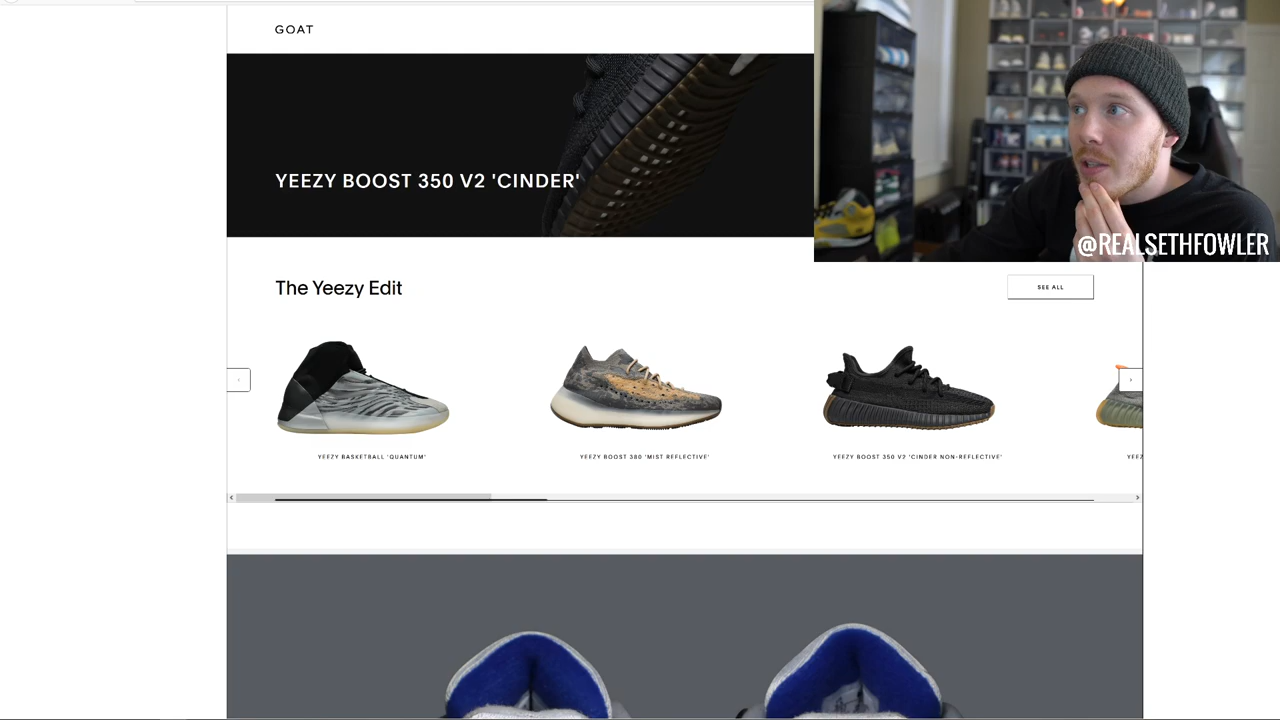 GOAT
YEEZY BOOST 350 V2 'CINDER'
@REALSETHFOWLER
The Yeezy Edit
SEE ALL
YEEZY BASKETBALL 'QUANTUM'
YEEZY BOOST 380 'MIST REFLECTIVE'
YEEZY BOOST 350 V2 'CINDER NON-REFLECTIVE'
YEEZ